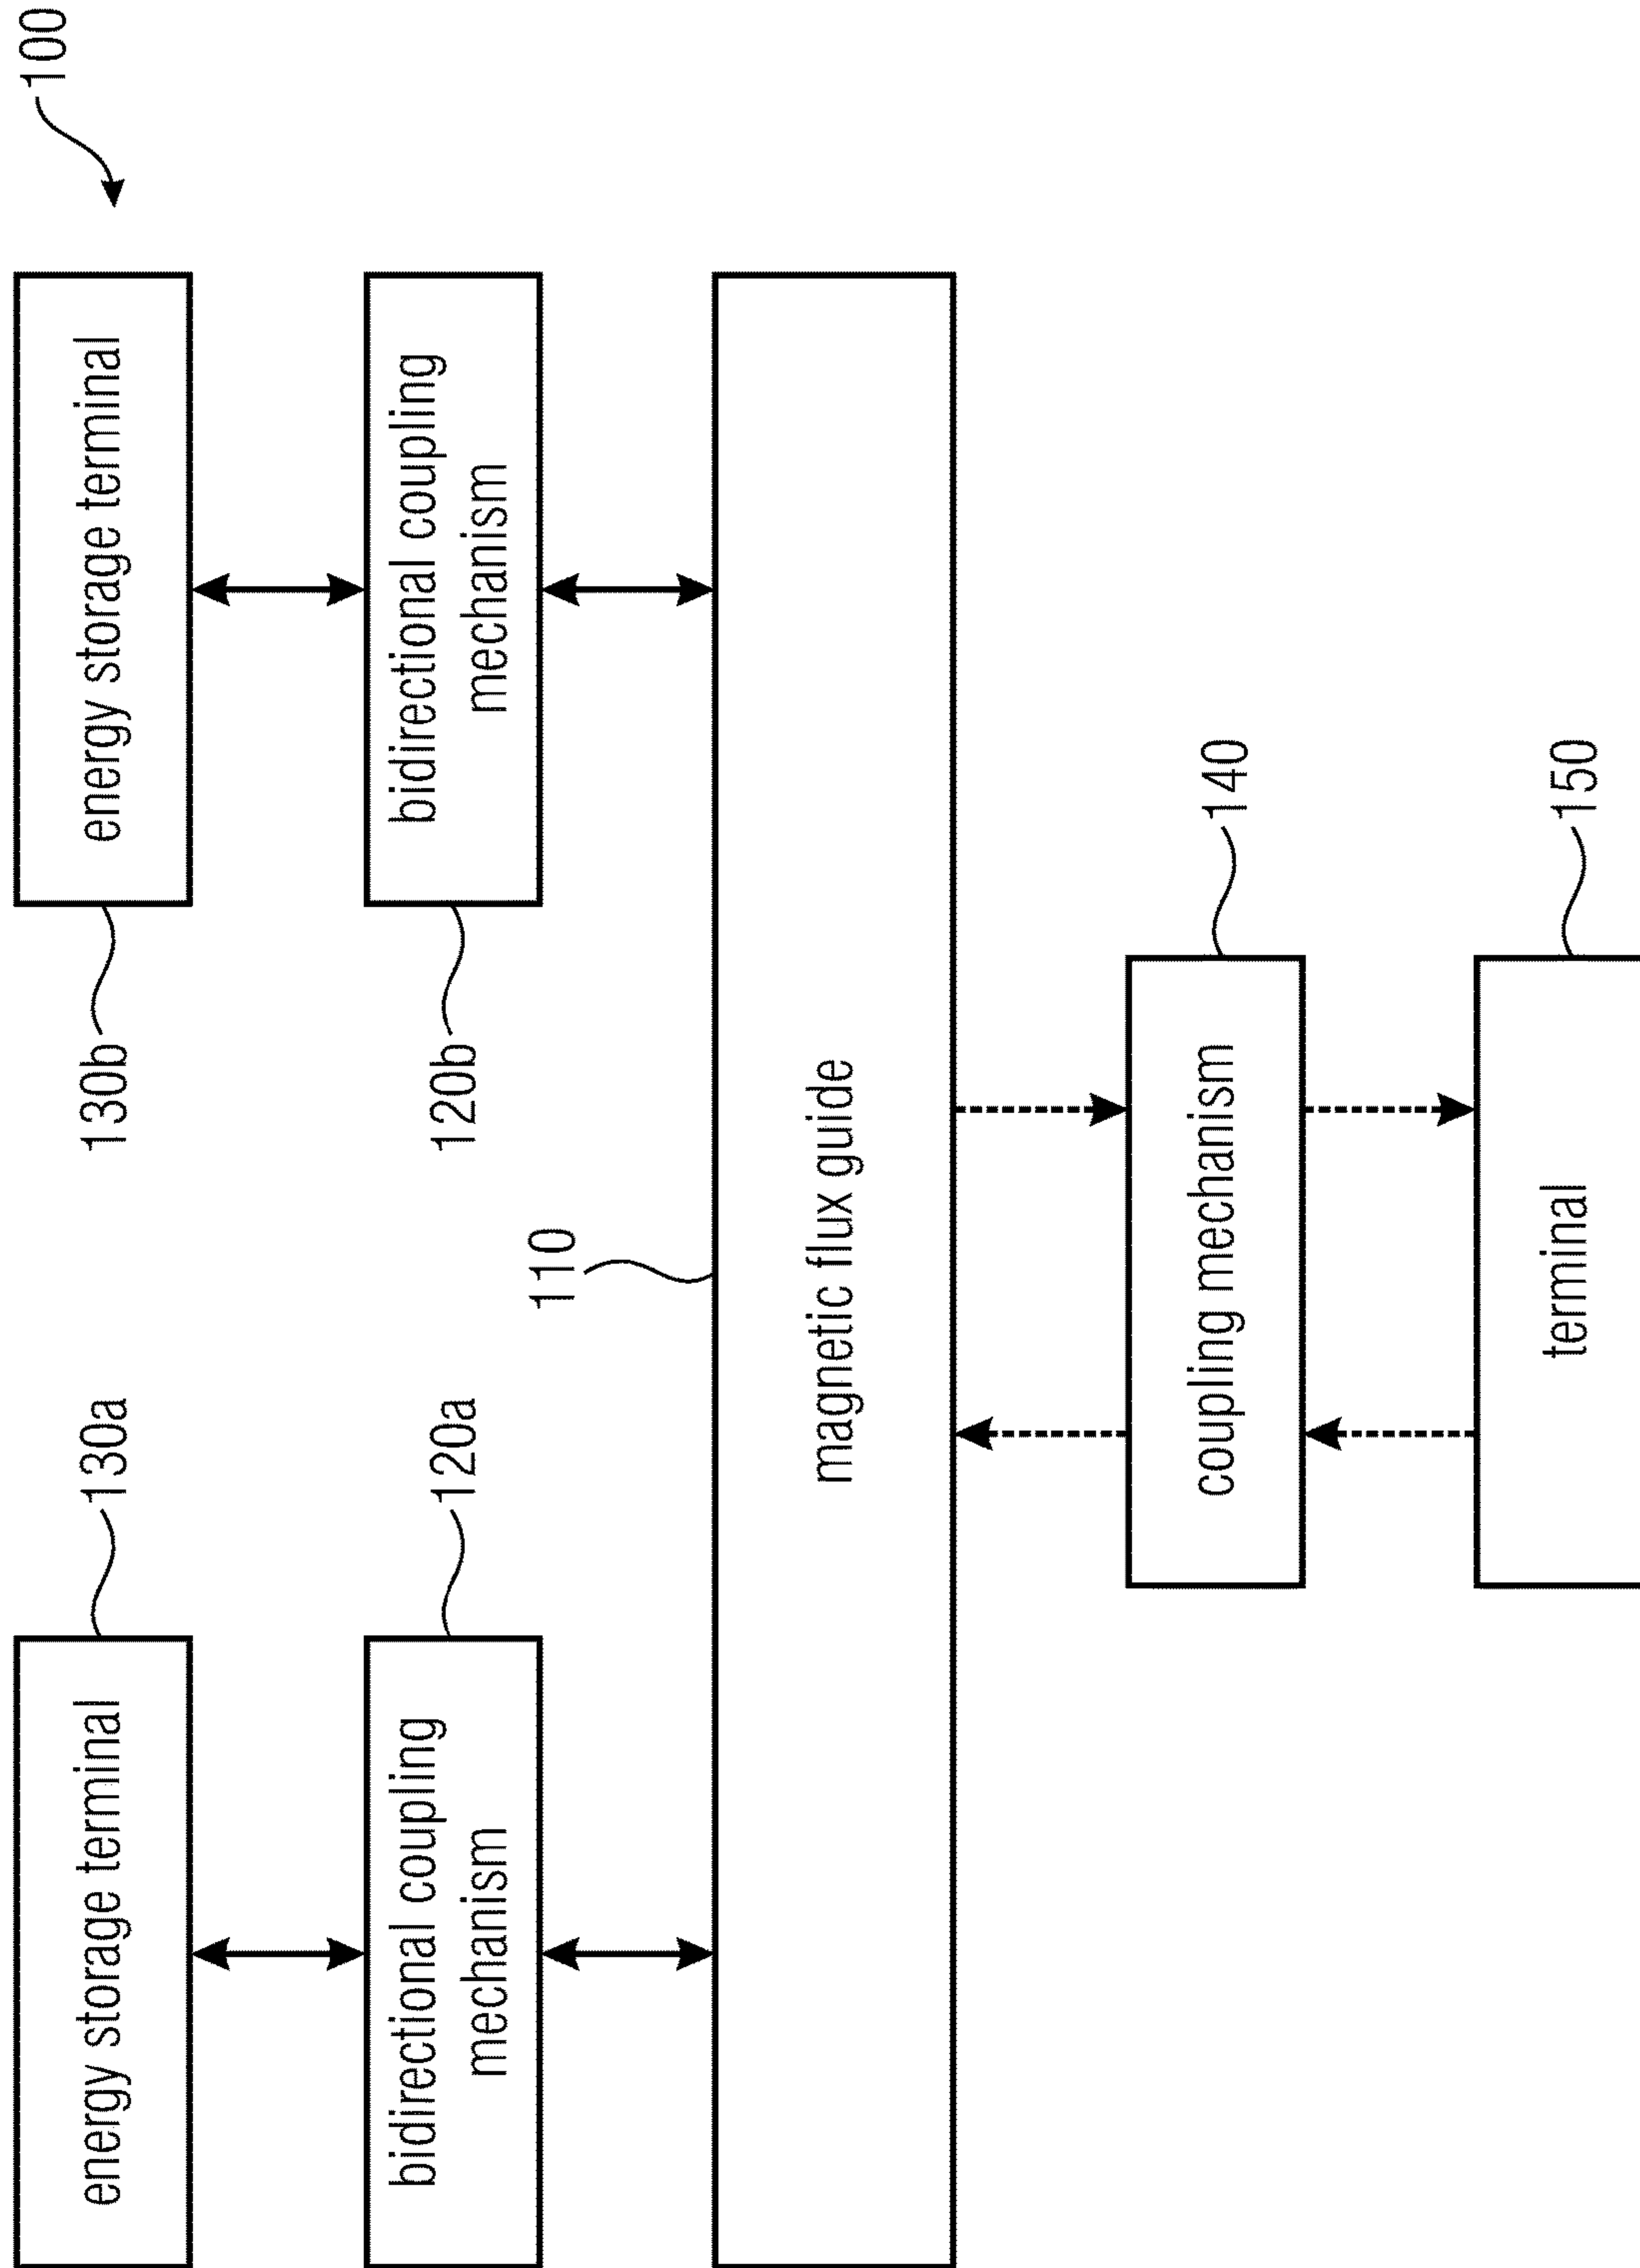 100
130a
130b
energy storage terminal
energy storage terminal
120a
120b
bidirectional coupling
mechanism
bidirectional coupling
mechanism
110
magnetic flux guide
140
coupling mechanism
150
terminal